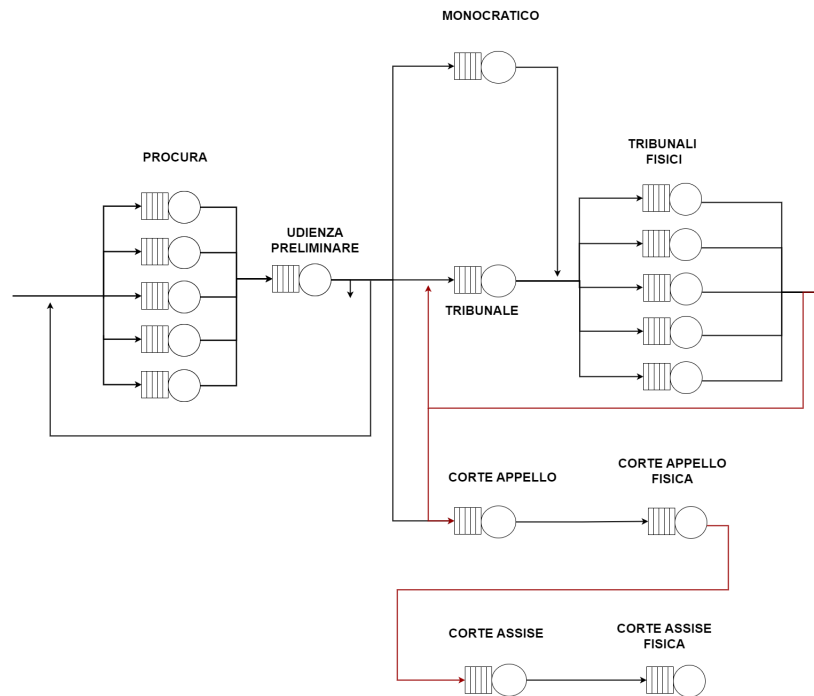 MONOCRATICO
PROCURA
TRIBUNALI
FISICI
UDIENZA
PRELIMINARE
TRIBUNALE
CORTE APPELLO
CORTE APPELLO
FISICA
CORTE ASSISE
CORTE ASSISE
FISICA